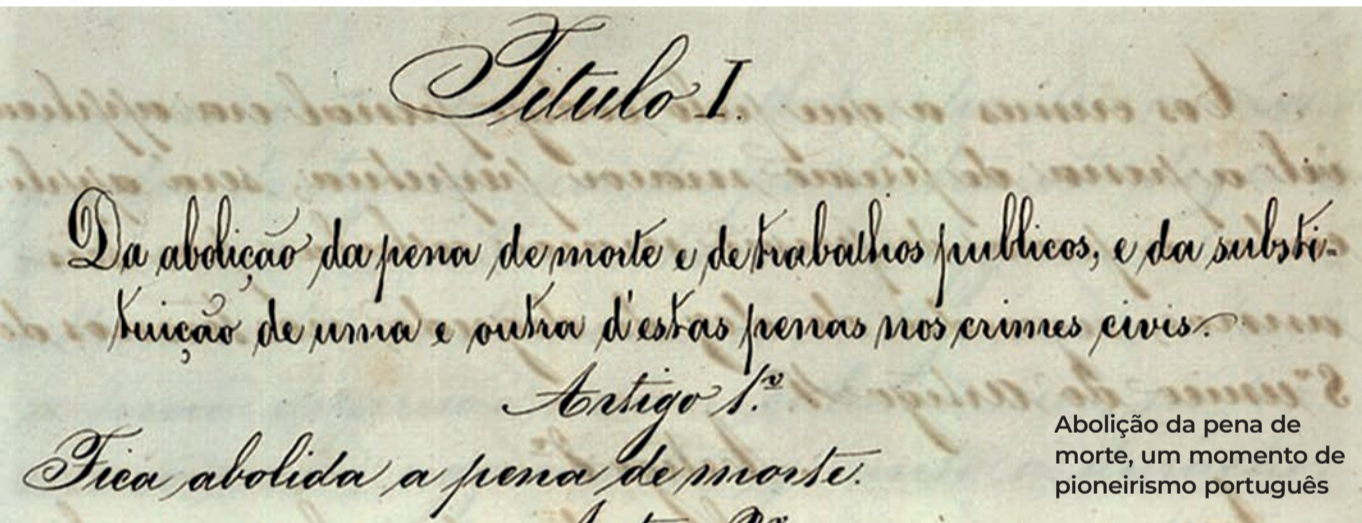 Titulo I.
Da abolição da pena de morte e de trabalhos publicos, e da substi-
tuição de uma e outra d'estas penas nos crimes civis.
Artigo 1.º
Fica abolida a pena de morte.
Abolição da pena de
morte, um momento de
pioneirismo português